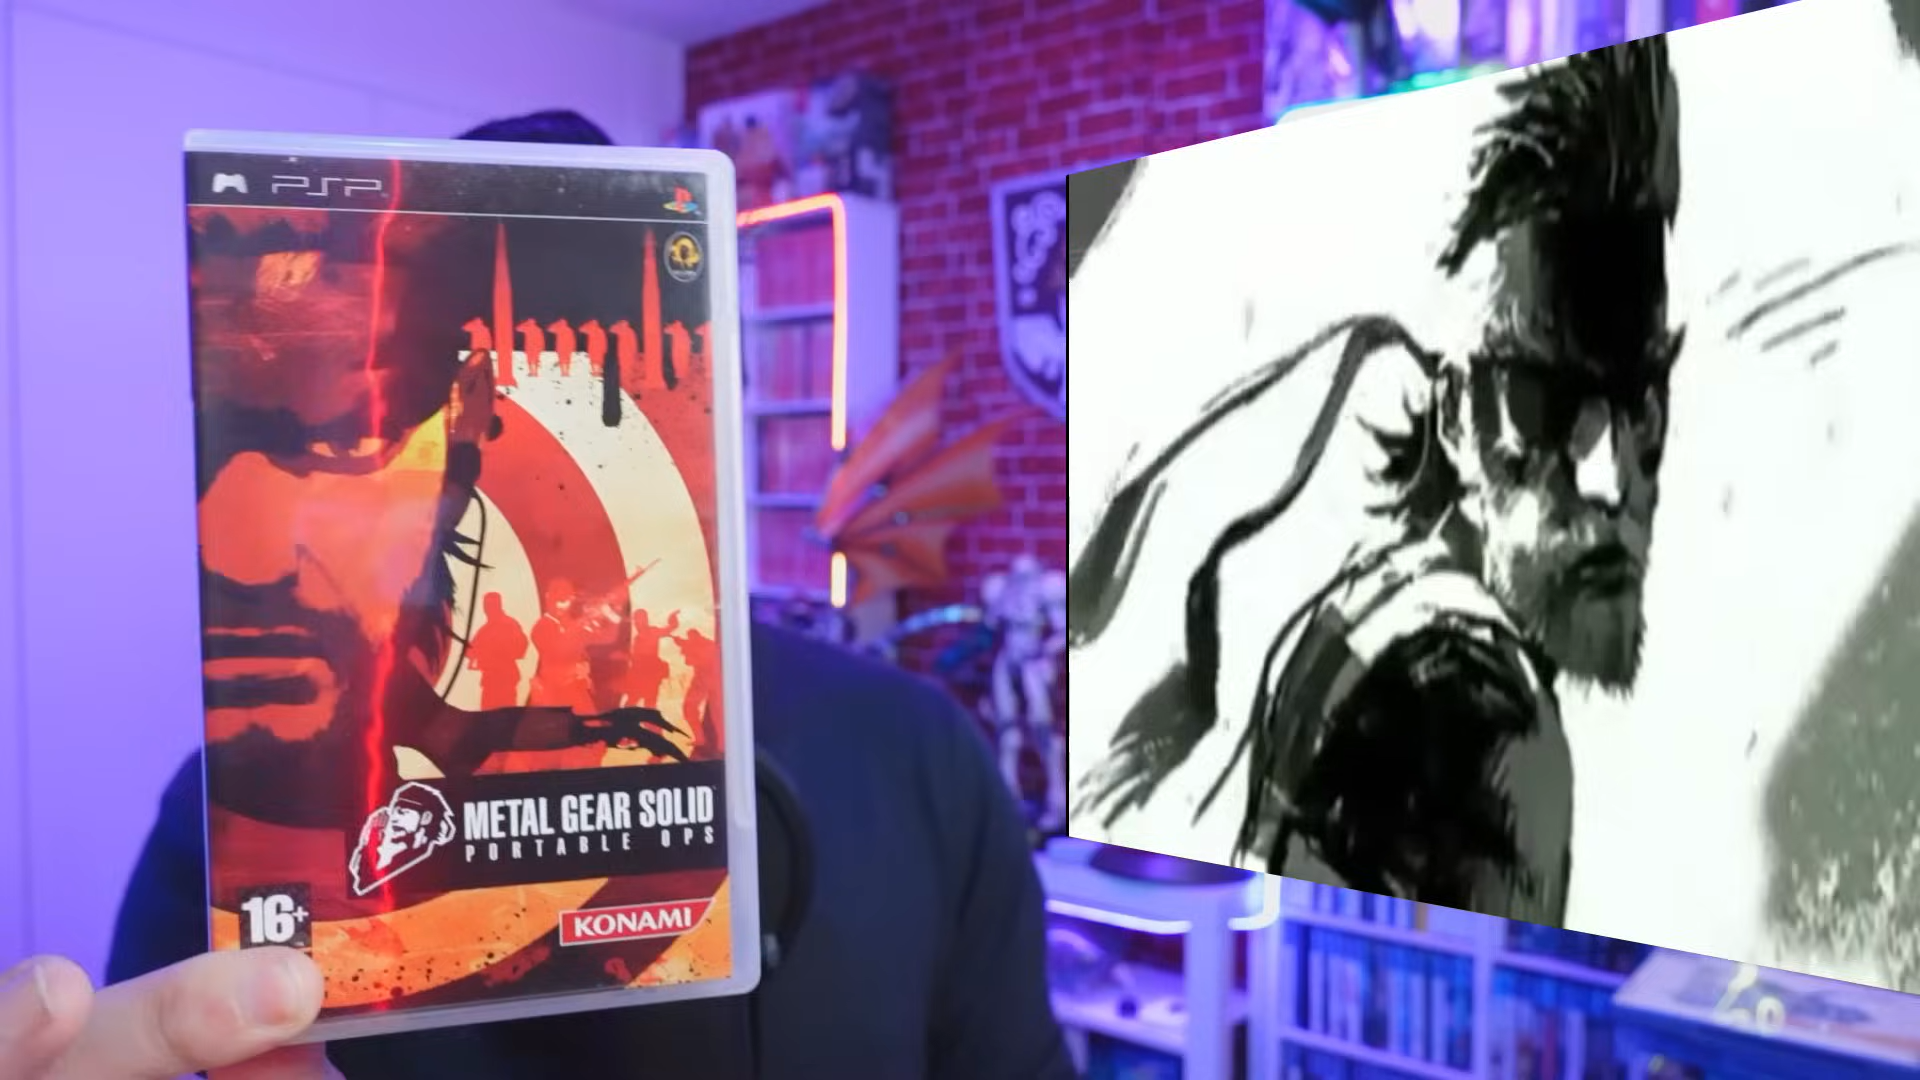 PSP
METAL GEAR SOLID
PORTABLE OPS
16+
KONAMI